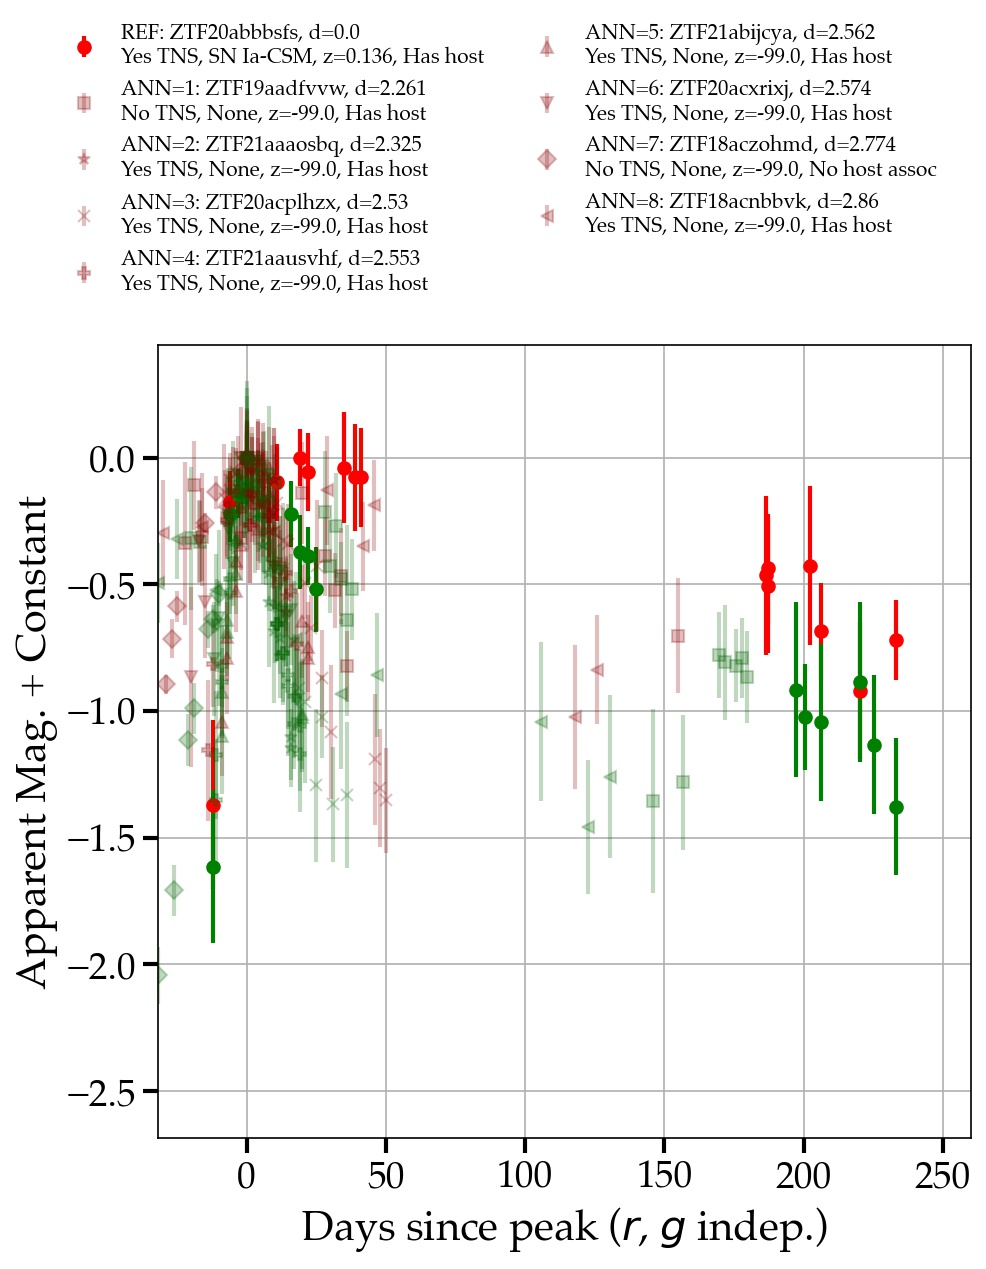 REF: ZTF20abbbsfs, d=0.0
Yes TNS, SN Ia-CSM, z=0.136, Has host
ANN=1: ZTF19aadfvvw, d=2.261
No TNS, None, z=-99.0, Has host
ANN=2: ZTF21aaaosbq, d=2.325
Yes TNS, None, z=-99.0, Has host
ANN=3: ZTF20acplhzx, d=2.53
Yes TNS, None, z=-99.0, Has host
ANN=4: ZTF21aausvhf, d=2.553
Yes TNS, None, z=-99.0, Has host
ANN=5: ZTF21abijcya, d=2.562
Yes TNS, None, z=-99.0, Has host
ANN=6: ZTF20acxrixj, d=2.574
Yes TNS, None, z=-99.0, Has host
ANN=7: ZTF18aczohmd, d=2.774
No TNS, None, z=-99.0, No host assoc
ANN=8: ZTF18acnbbvk, d=2.86
Yes TNS, None, z=-99.0, Has host
Apparent Mag. + Constant
0.0
−0.5
−1.0
−1.5
−2.0
−2.5
0 50 100 150 200 250
Days since peak (r, g indep.)